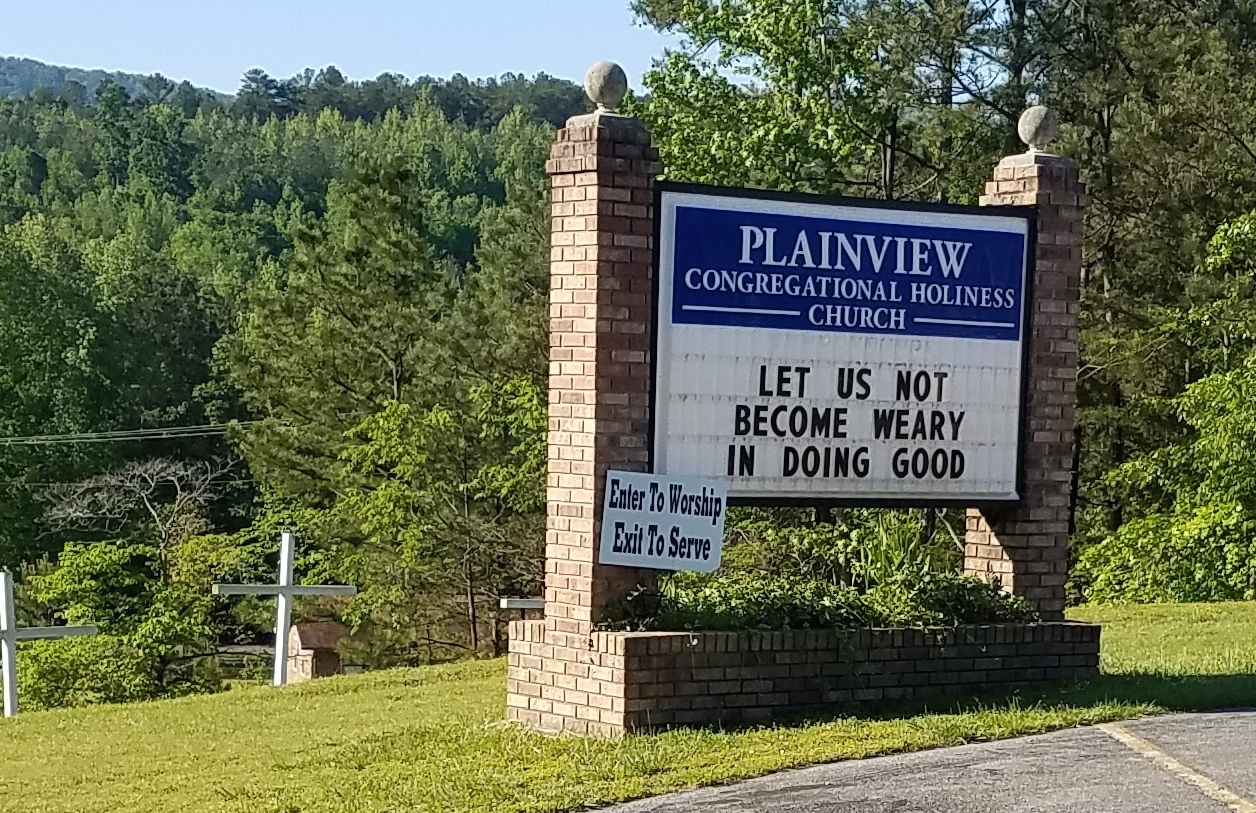 PLAINVIEW
CONGREGATIONAL HOLINESS
CHURCH
LET US NOT
BECOME WEARY
IN DOING GOOD
Enter To Worship
Exit To Serve